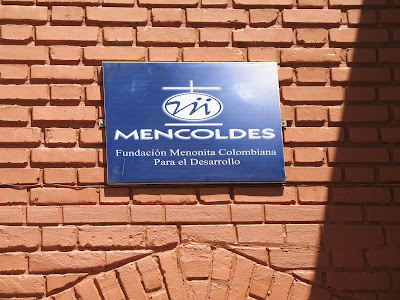 MENCOLDES
Fundación Menonita Colombiana
Para el Desarrollo